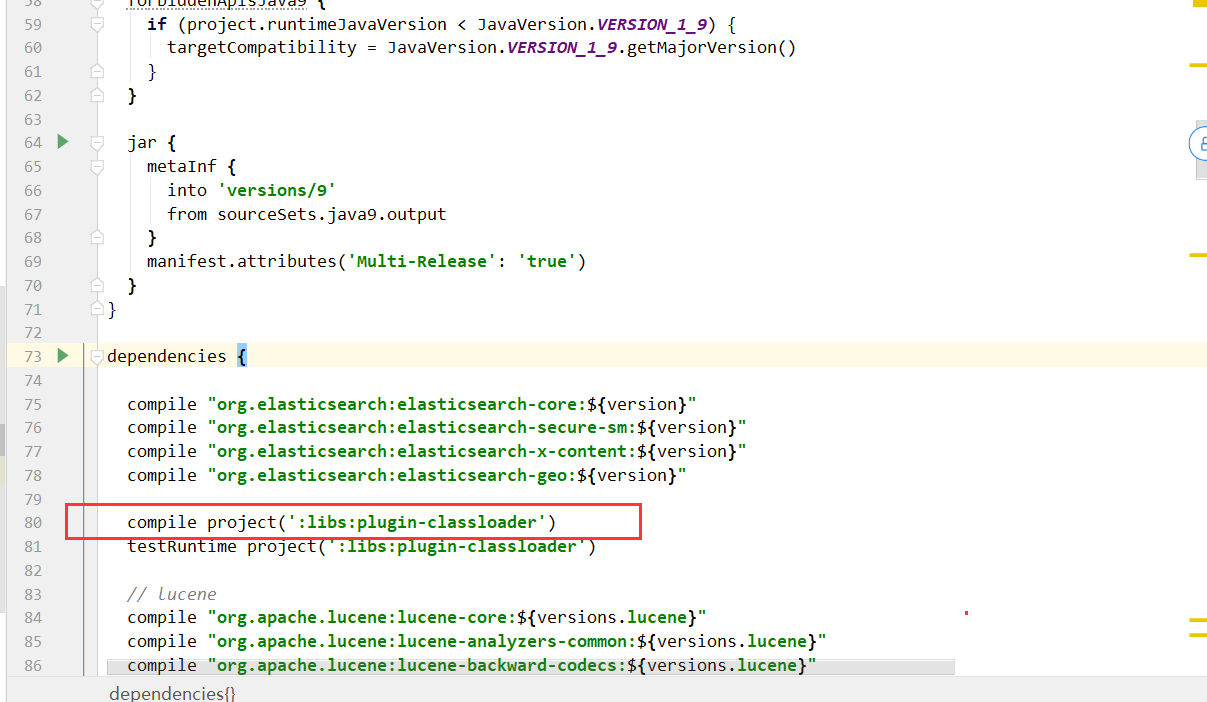 58 forbiddenApisJava9 {
59 if (project.runtimeJavaVersion < JavaVersion.VERSION_1_9) {
60 targetCompatibility = JavaVersion.VERSION_1_9.getMajorVersion()
61 }
62 }
63
64 jar {
65 metaInf {
66 into 'versions/9'
67 from sourceSets.java9.output
68 }
69 manifest.attributes('Multi-Release': 'true')
70 }
71 }
72
73 dependencies {
74
75 compile "org.elasticsearch:elasticsearch-core:${version}"
76 compile "org.elasticsearch:elasticsearch-secure-sm:${version}"
77 compile "org.elasticsearch:elasticsearch-x-content:${version}"
78 compile "org.elasticsearch:elasticsearch-geo:${version}"
79
80 compile project(':libs:plugin-classloader')
81 testRuntime project(':libs:plugin-classloader')
82
83 // lucene
84 compile "org.apache.lucene:lucene-core:${versions.lucene}"
85 compile "org.apache.lucene:lucene-analyzers-common:${versions.lucene}"
86 compile "org.apache.lucene:lucene-backward-codecs:${versions.lucene}"
dependencies{}